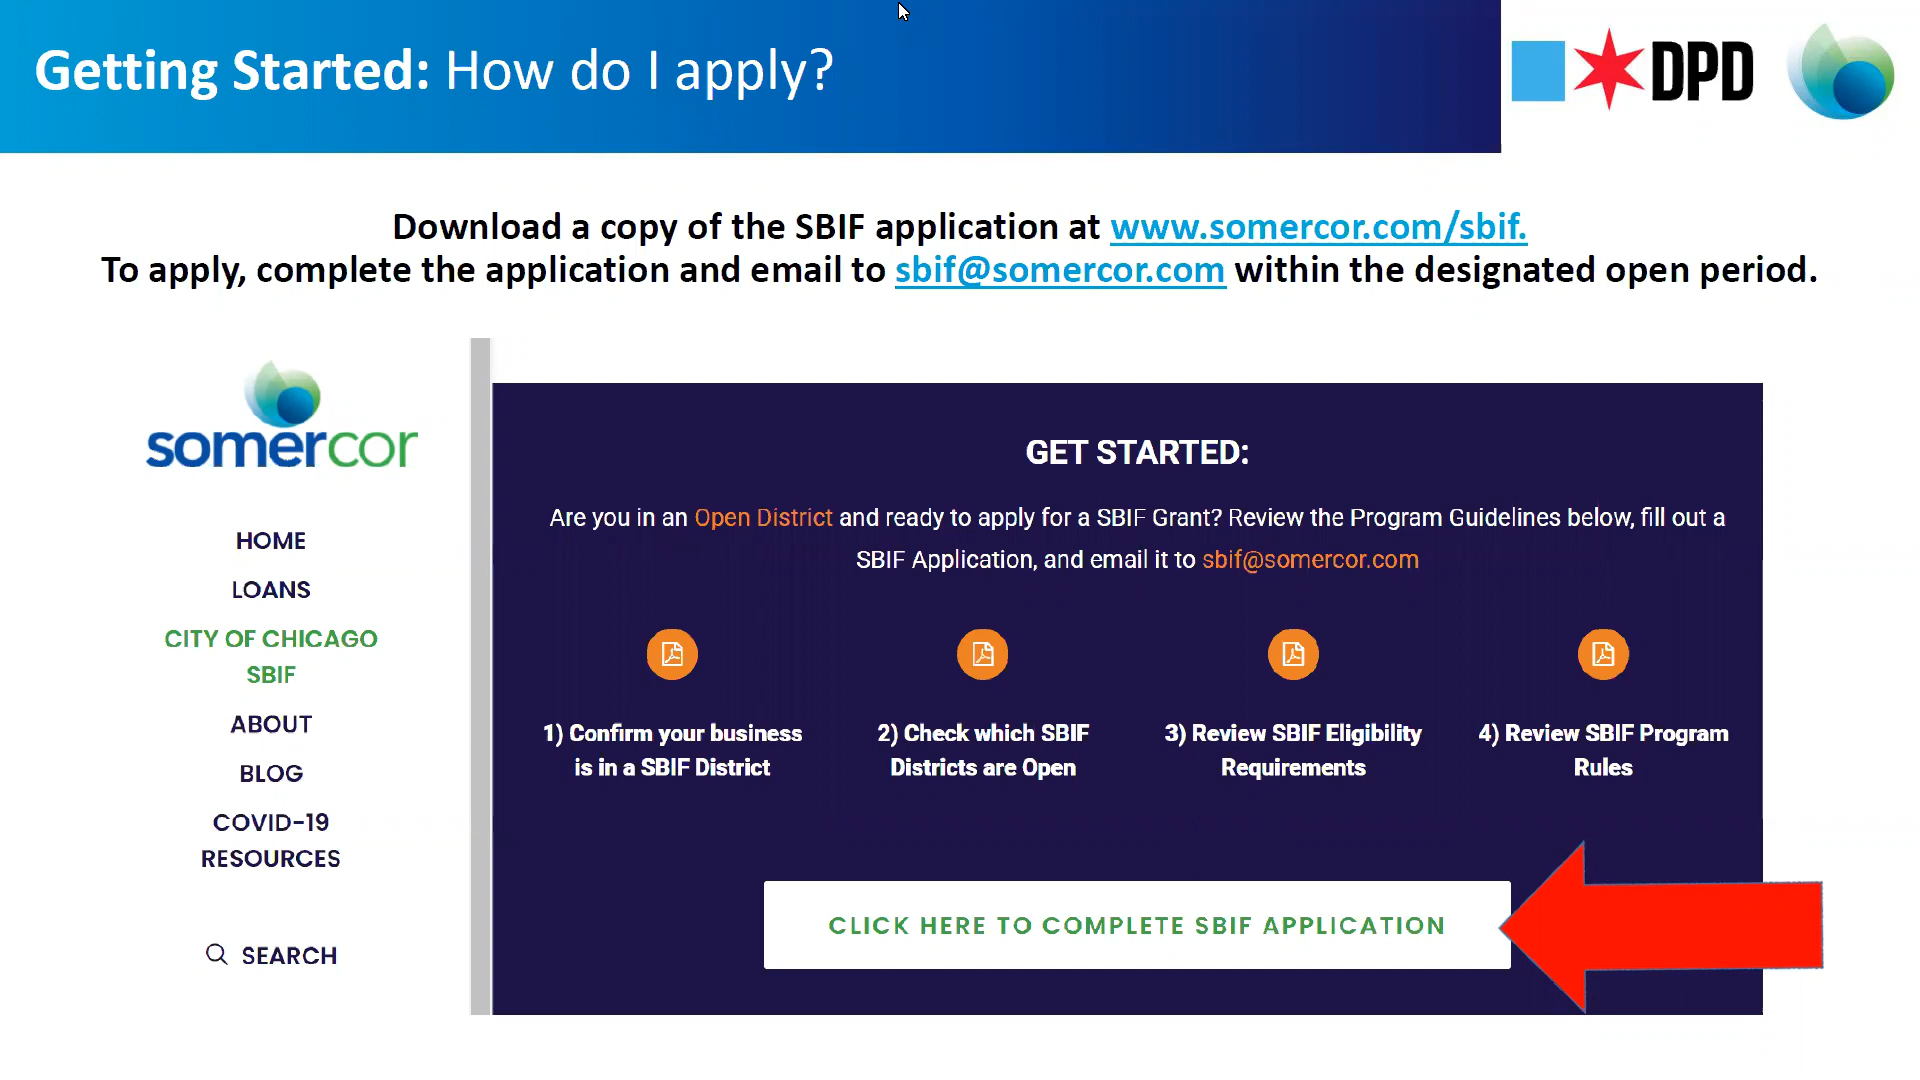 Getting Started: How do I apply?
DPD
Download a copy of the SBIF application at www.somercor.com/sbif.
To apply, complete the application and email to sbif@somercor.com within the designated open period.
somercor
HOME
LOANS
CITY OF CHICAGO
SBIF
ABOUT
BLOG
COVID-19
RESOURCES
SEARCH
GET STARTED:
Are you in an Open District and ready to apply for a SBIF Grant? Review the Program Guidelines below, fill out a
SBIF Application, and email it to sbif@somercor.com
1) Confirm your business
is in a SBIF District
2) Check which SBIF
Districts are Open
3) Review SBIF Eligibility
Requirements
4) Review SBIF Program
Rules
CLICK HERE TO COMPLETE SBIF APPLICATION